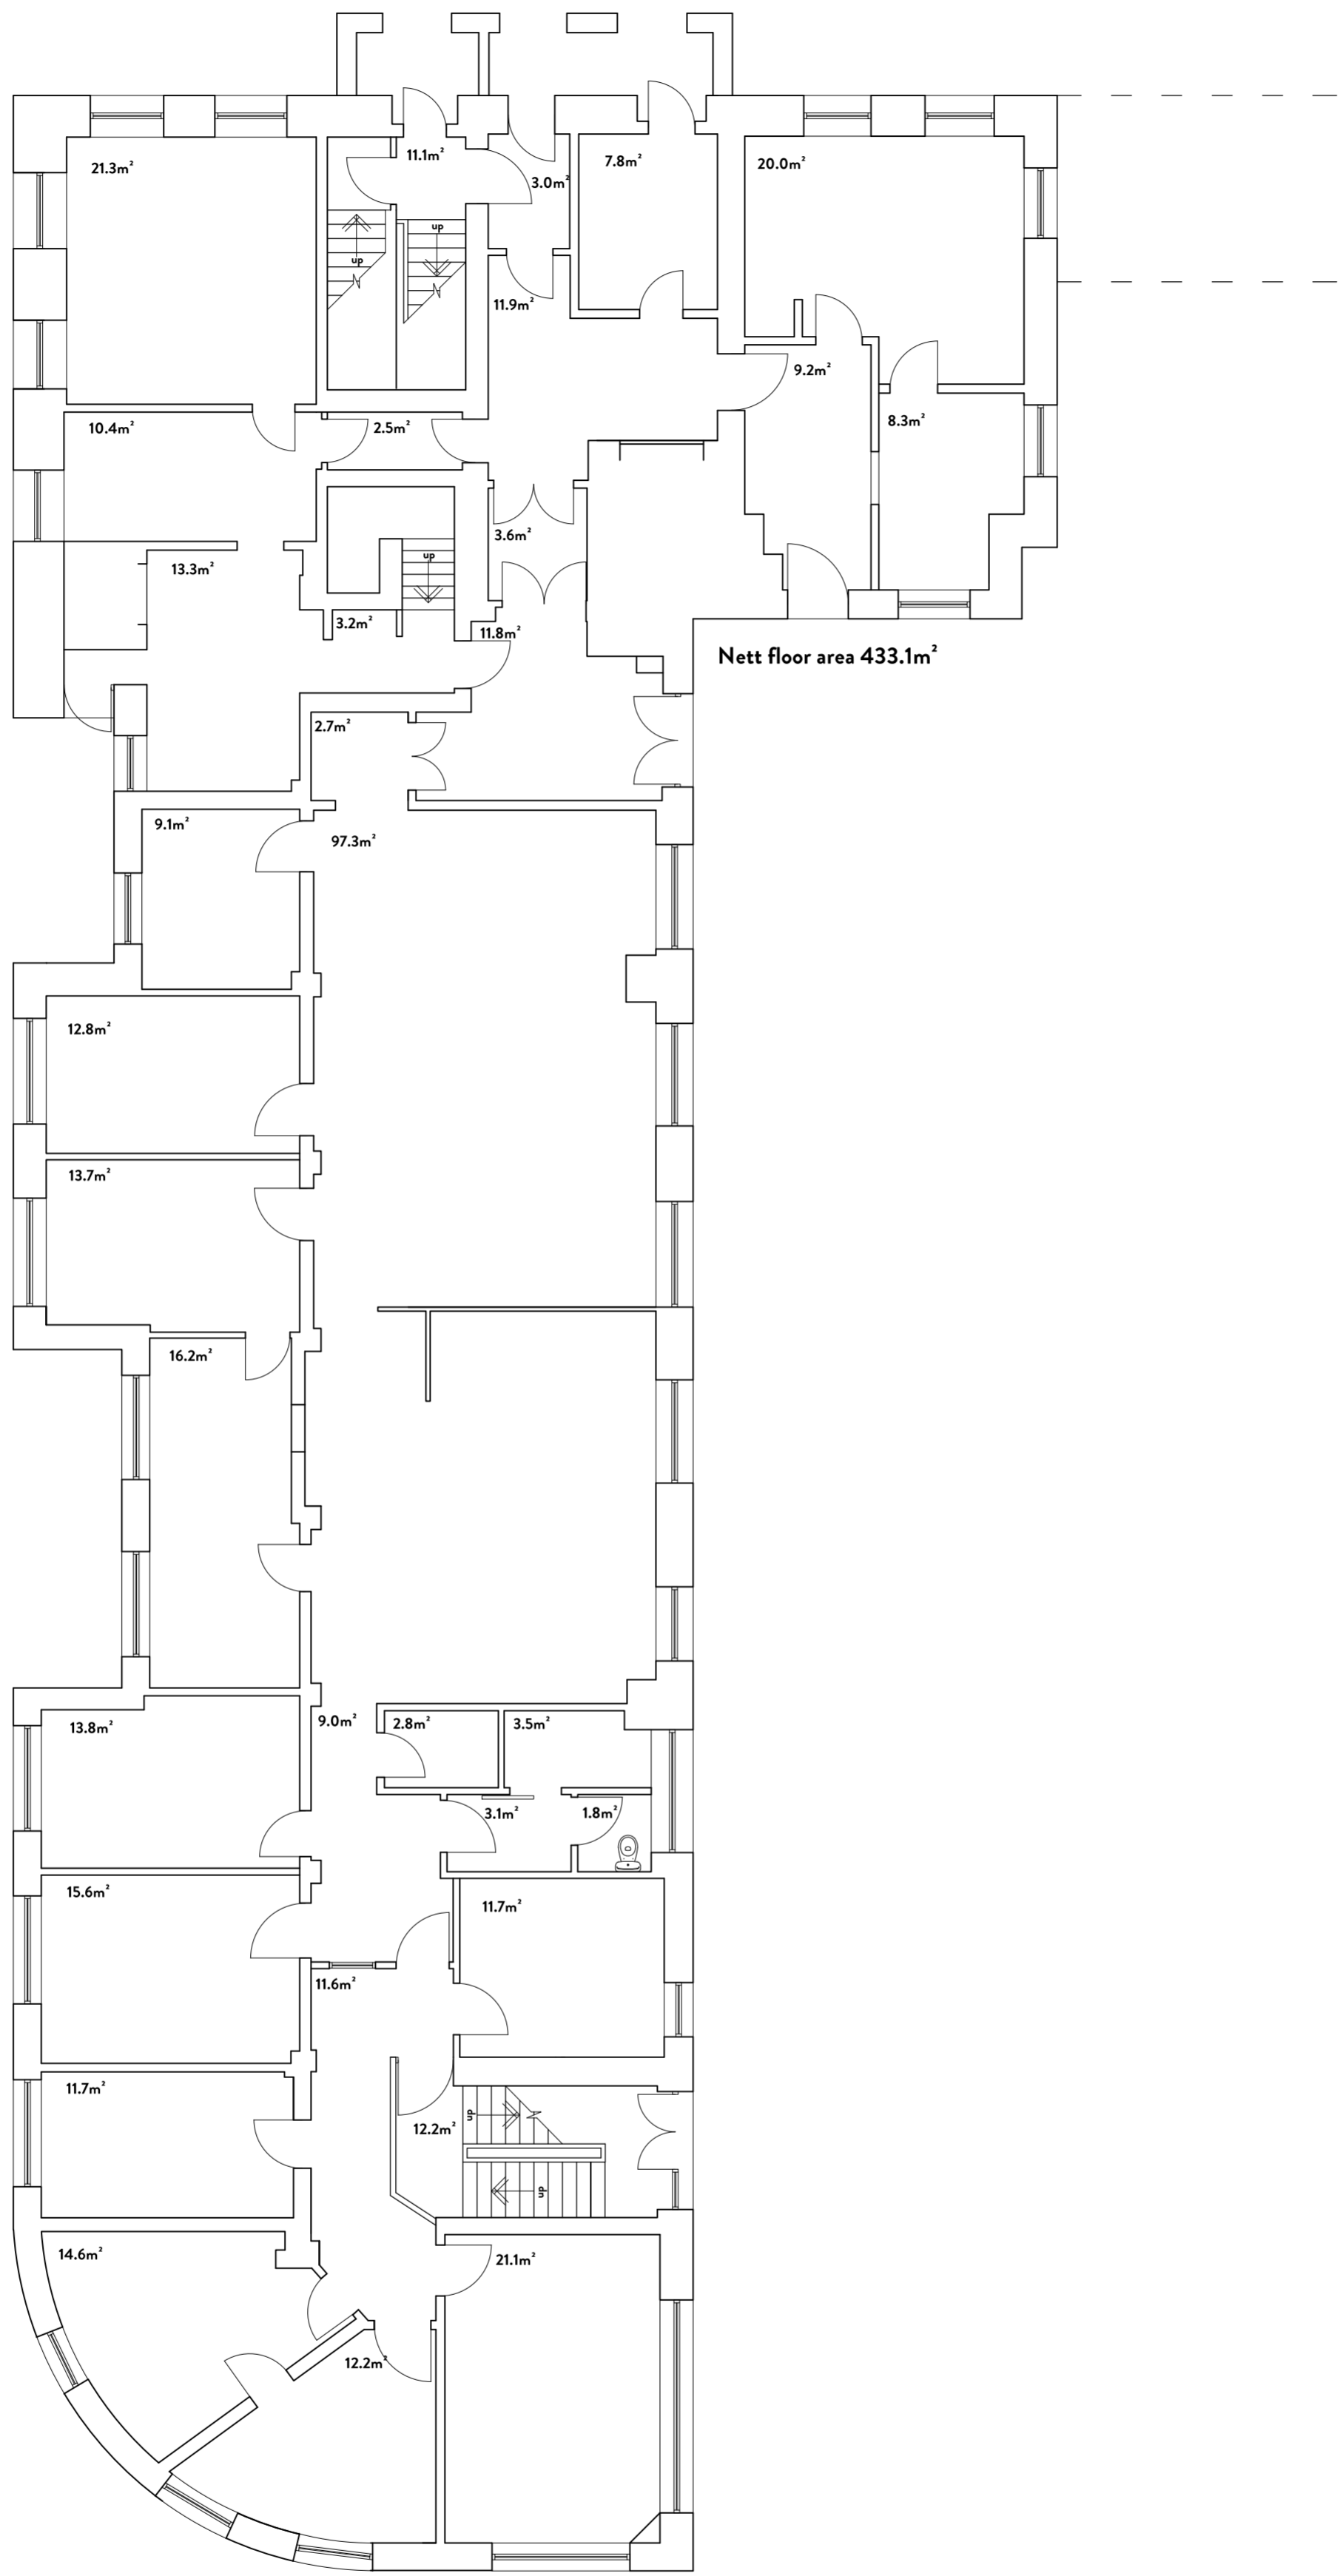 11.1m²
7.8m²
21.3m²
20.0m²
3.0m²
up
up
11.9m²
9.2m²
8.3m²
10.4m²
2.5m²
3.6m²
up
13.3m²
3.2m²
11.8m²
Nett floor area 433.1m²
2.7m²
9.1m²
97.3m²
12.8m²
13.7m²
16.2m²
9.0m²
2.8m²
3.5m²
13.8m²
3.1m²
1.8m²
15.6m²
11.7m²
11.6m²
11.7m²
up
12.2m²
up
14.6m²
21.1m²
12.2m²